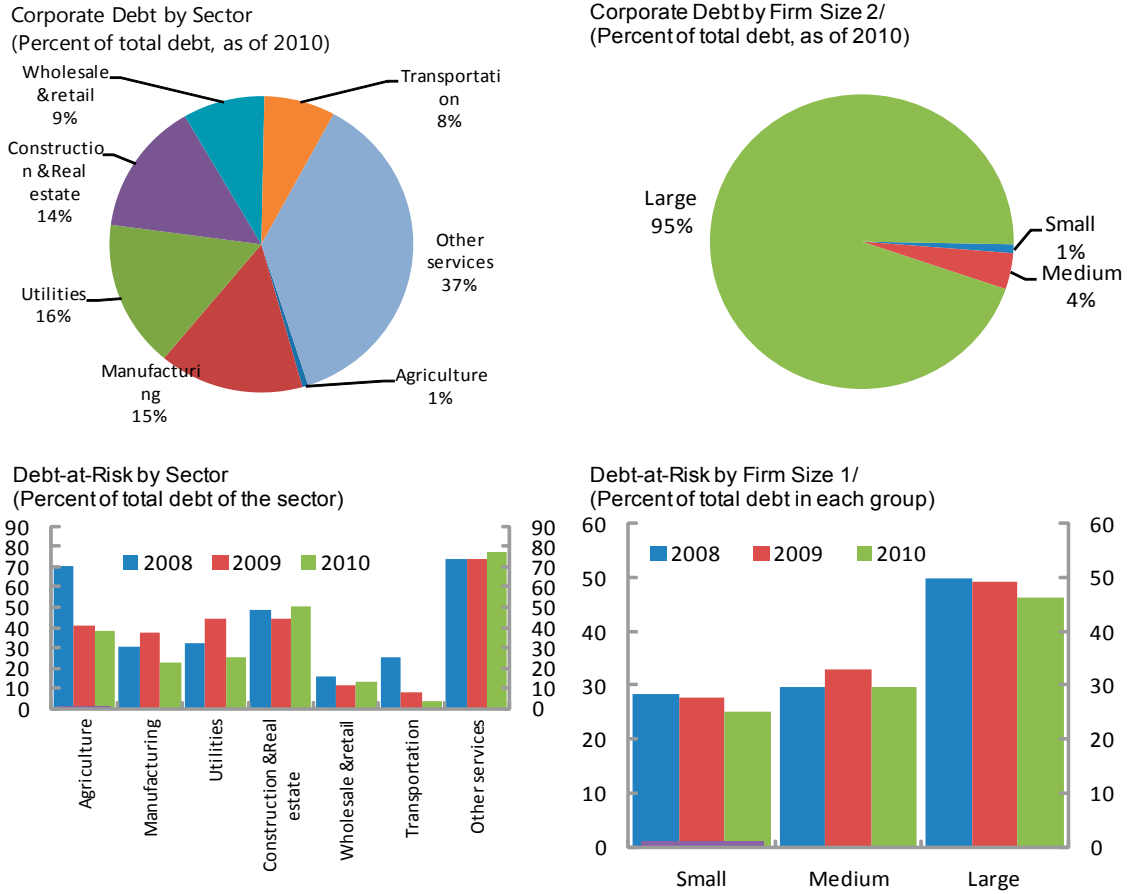 Corporate Debt by Sector
(Percent of total debt, as of 2010)
Wholesale
&retail
9%
Transportati
on
8%
Constructio
n &Real
estate
14%
Other
services
37%
Utilities
16%
Manufacturi
ng
15%
Agriculture
1%
Corporate Debt by Firm Size 2/
(Percent of total debt, as of 2010)
Large
95%
Small
1%
Medium
4%
Debt-at-Risk by Sector
(Percent of total debt of the sector)
90
80
70
60
50
40
30
20
10
0
2008 2009 2010
90
80
70
60
50
40
30
20
10
0
Agriculture
Manufacturing
Utilities
Construction &Real
estate
Wholesale &retail
Transportation
Other services
Debt-at-Risk by Firm Size 1/
(Percent of total debt in each group)
60
50
40
30
20
10
0
2008 2009 2010
60
50
40
30
20
10
0
Small Medium Large